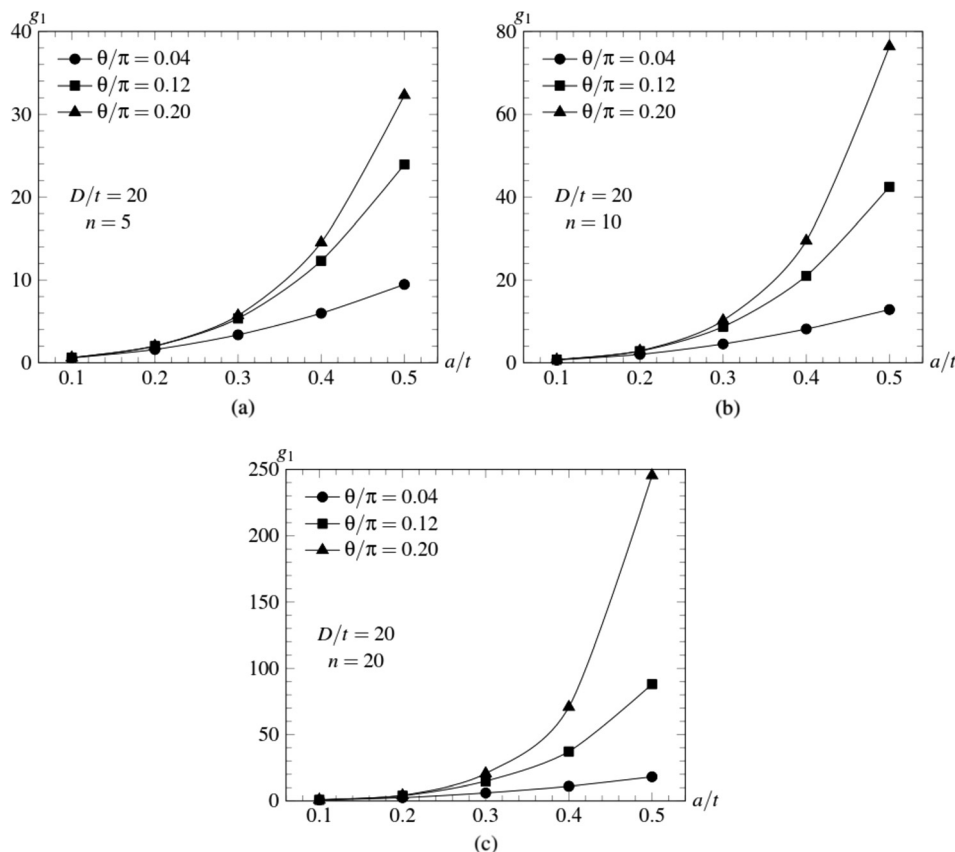 g₁
40
30
20
10
0
θ/π = 0.04
θ/π = 0.12
θ/π = 0.20
D/t = 20
n = 5
0.1 0.2 0.3 0.4 0.5 a/t
(a)
g₁
80
60
40
20
0
θ/π = 0.04
θ/π = 0.12
θ/π = 0.20
D/t = 20
n = 10
0.1 0.2 0.3 0.4 0.5 a/t
(b)
g₁
250
200
150
100
50
0
θ/π = 0.04
θ/π = 0.12
θ/π = 0.20
D/t = 20
n = 20
0.1 0.2 0.3 0.4 0.5 a/t
(c)